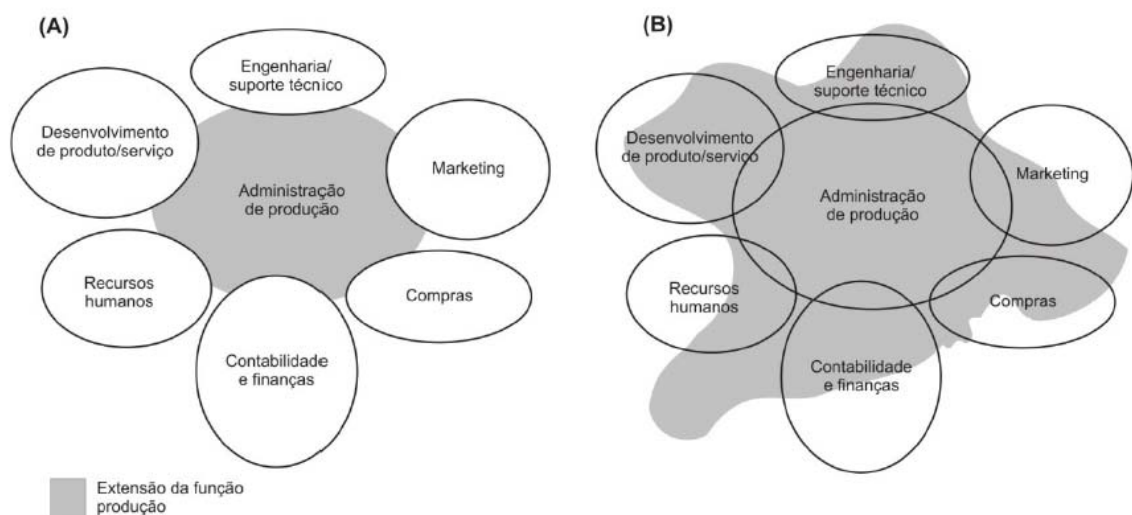 (A)
Engenharia/
suporte técnico
Desenvolvimento
de produto/serviço
Marketing
Administração
de produção
Recursos
humanos
Compras
Contabilidade
e finanças
Extensão da função
produção
(B)
Engenharia/
suporte técnico
Desenvolvimento
de produto/serviço
Marketing
Administração
de produção
Recursos
humanos
Compras
Contabilidade
e finanças